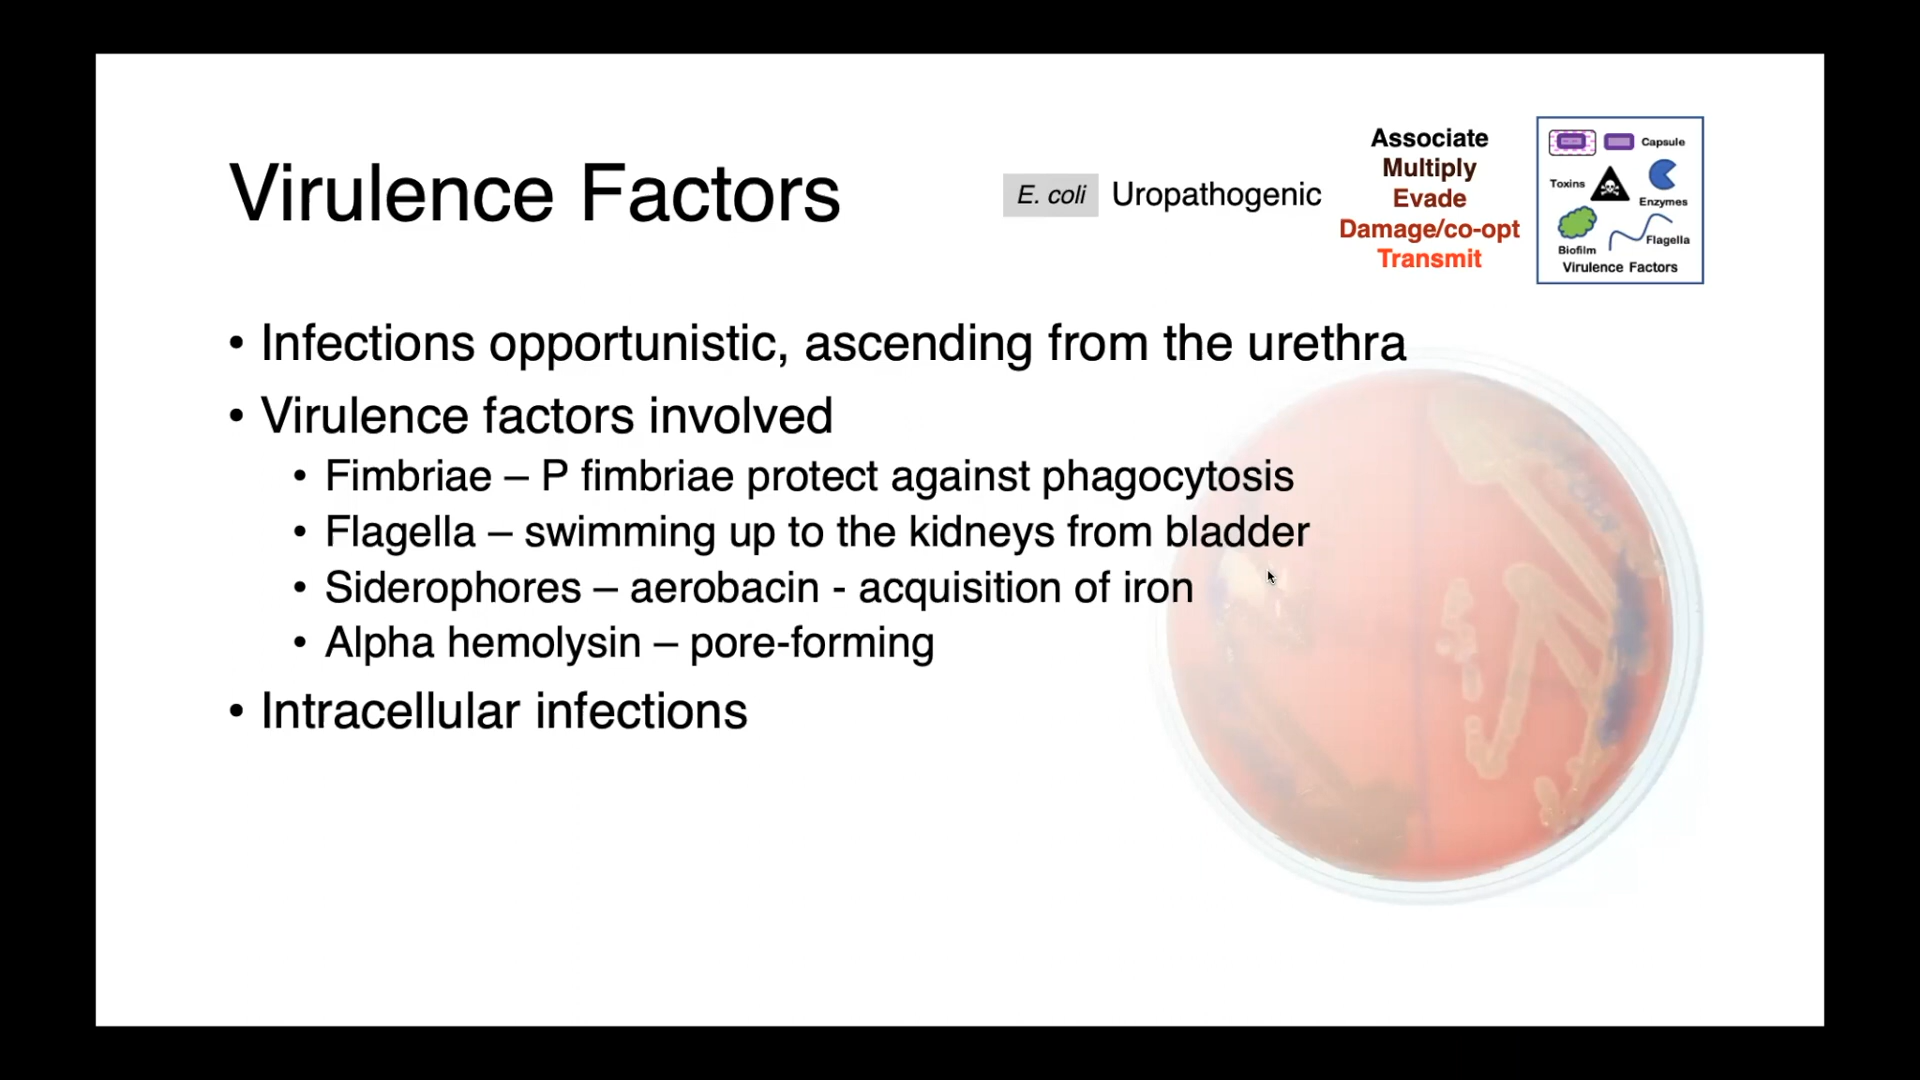 Virulence Factors
E. coli Uropathogenic
Associate
Multiply
Evade
Damage/co-opt
Transmit
Capsule
Toxins
Enzymes
Biofilm
Flagella
Virulence Factors
• Infections opportunistic, ascending from the urethra
• Virulence factors involved
• Fimbriae – P fimbriae protect against phagocytosis
• Flagella – swimming up to the kidneys from bladder
• Siderophores – aerobacin - acquisition of iron
• Alpha hemolysin – pore-forming
• Intracellular infections